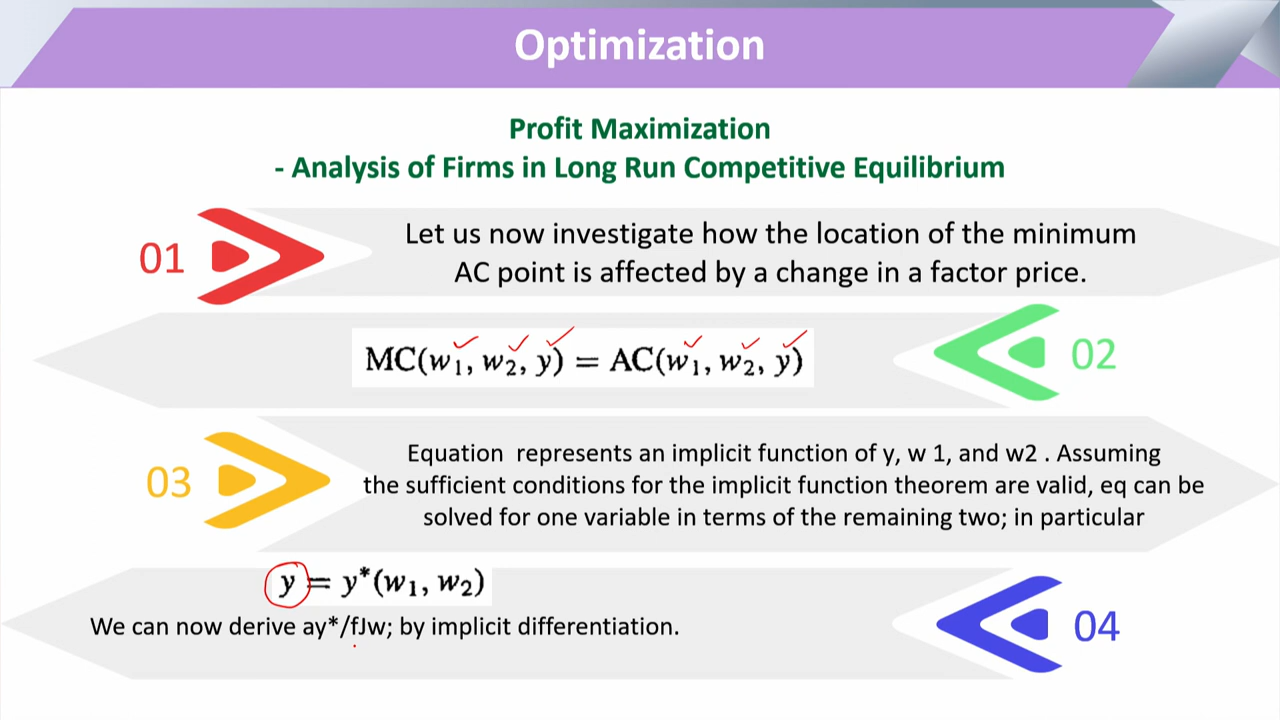 Optimization
Profit Maximization
- Analysis of Firms in Long Run Competitive Equilibrium
01
Let us now investigate how the location of the minimum
AC point is affected by a change in a factor price.
MC(w₁, w₂, y) = AC(w₁, w₂, y)
02
03
Equation represents an implicit function of y, w 1, and w2 . Assuming
the sufficient conditions for the implicit function theorem are valid, eq can be
solved for one variable in terms of the remaining two; in particular
y = y*(w₁, w₂)
We can now derive ay*/fJw; by implicit differentiation.
04